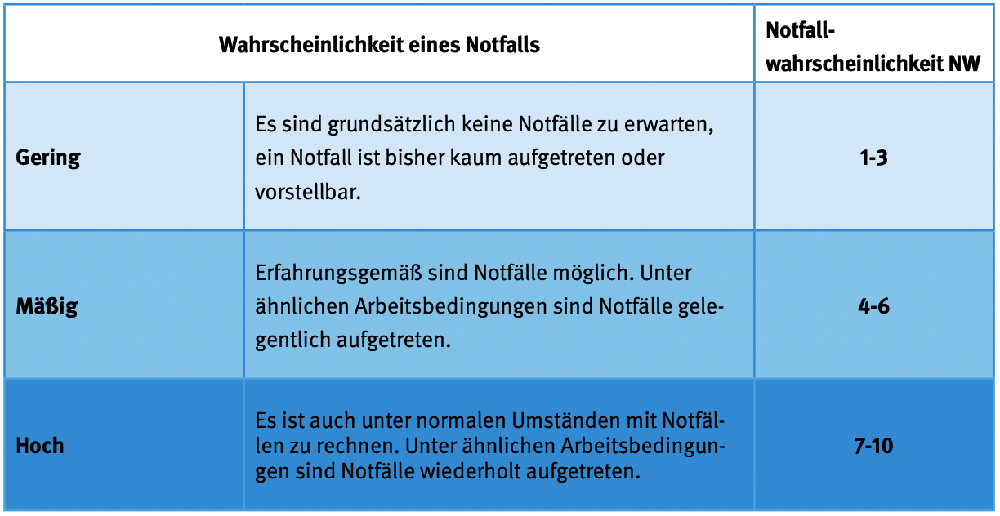 Wahrscheinlichkeit eines Notfalls
Notfall-
wahrscheinlichkeit NW
Gering
Es sind grundsätzlich keine Notfälle zu erwarten,
ein Notfall ist bisher kaum aufgetreten oder
vorstellbar.
1-3
Mäßig
Erfahrungsgemäß sind Notfälle möglich. Unter
ähnlichen Arbeitsbedingungen sind Notfälle gele-
gentlich aufgetreten.
4-6
Hoch
Es ist auch unter normalen Umständen mit Notfäl-
len zu rechnen. Unter ähnlichen Arbeitsbedingun-
gen sind Notfälle wiederholt aufgetreten.
7-10